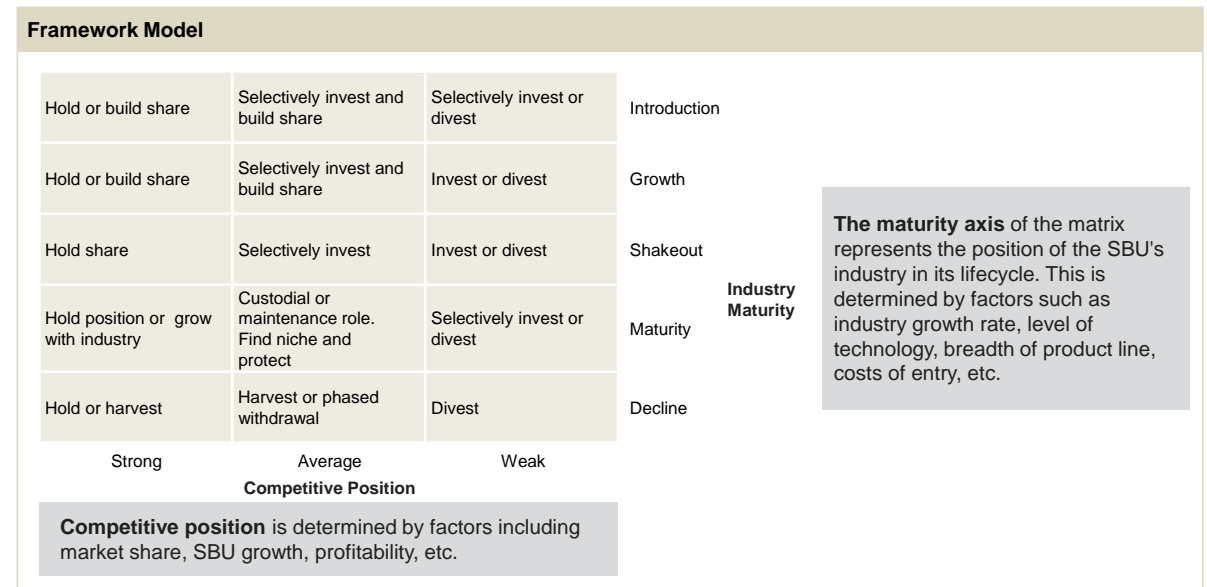 Framework Model
Hold or build share
Selectively invest and
build share
Selectively invest or
divest
Introduction
Hold or build share
Selectively invest and
build share
Invest or divest
Growth
Hold share
Selectively invest
Invest or divest
Shakeout
Hold position or grow
with industry
Custodial or
maintenance role.
Find niche and
protect
Selectively invest or
divest
Maturity
Hold or harvest
Harvest or phased
withdrawal
Divest
Decline
Industry
Maturity
The maturity axis of the matrix
represents the position of the SBU's
industry in its lifecycle. This is
determined by factors such as
industry growth rate, level of
technology, breadth of product line,
costs of entry, etc.
Strong
Average
Weak
Competitive Position
Competitive position is determined by factors including
market share, SBU growth, profitability, etc.